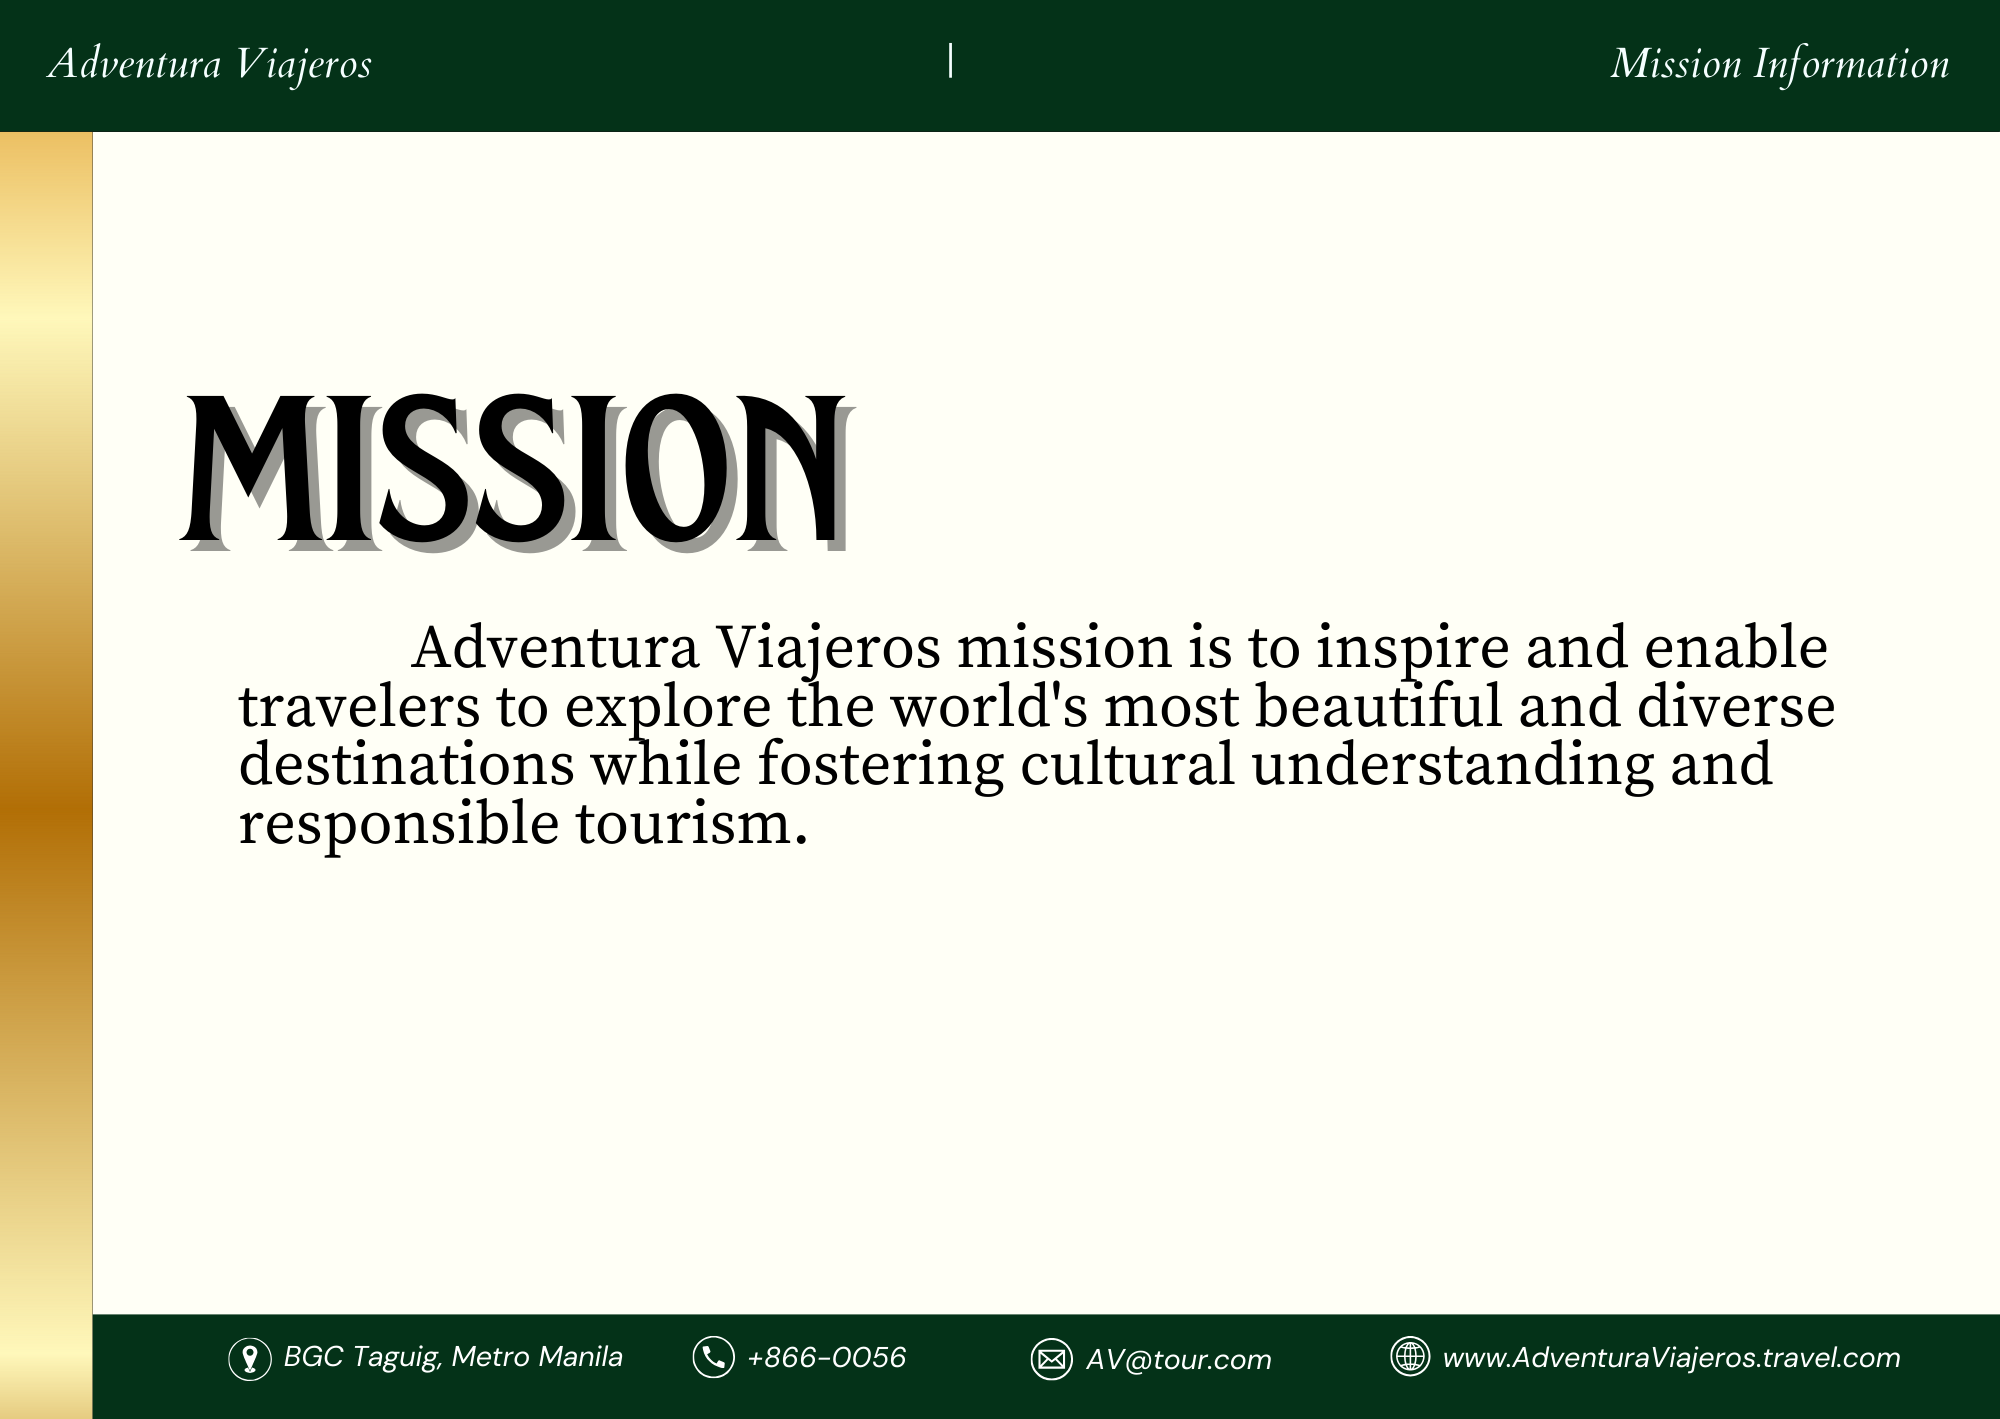 Adventura Viajeros | Mission Information
MISSION
Adventura Viajeros mission is to inspire and enable
travelers to explore the world's most beautiful and diverse
destinations while fostering cultural understanding and
responsible tourism.
BGC Taguig, Metro Manila +866-0056 AV@tour.com www.AdventuraViajeros.travel.com